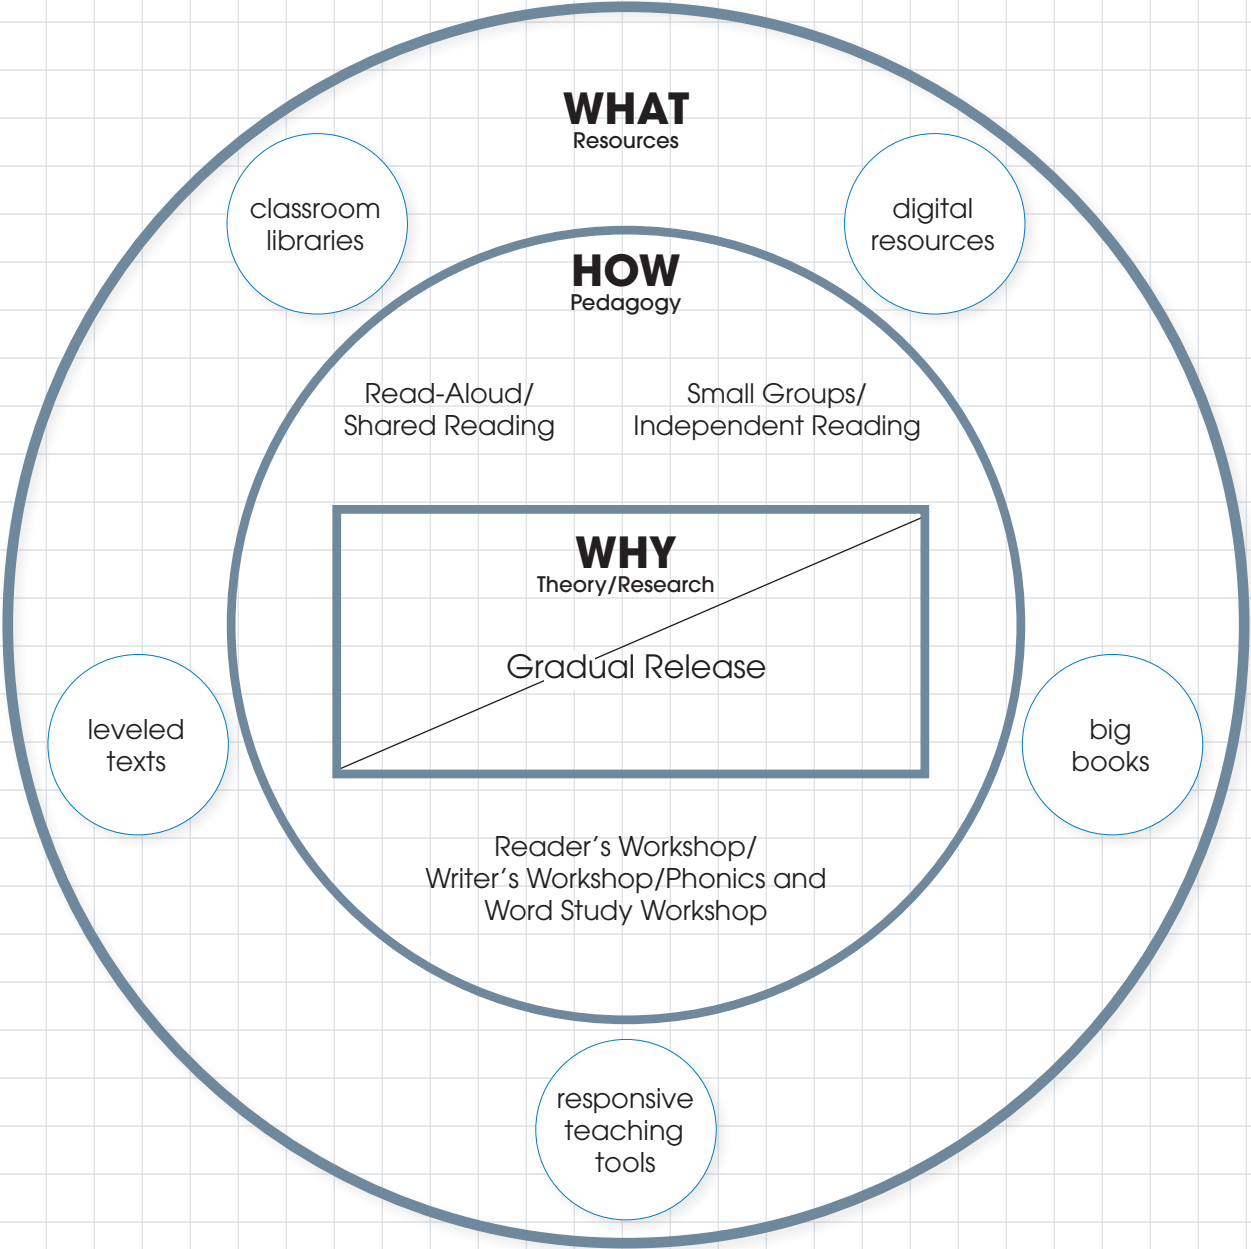 WHAT
Resources
classroom
libraries
digital
resources
HOW
Pedagogy
Read-Aloud/
Shared Reading
Small Groups/
Independent Reading
WHY
Theory/Research
Gradual Release
leveled
texts
big
books
Reader’s Workshop/
Writer’s Workshop/Phonics and
Word Study Workshop
responsive
teaching
tools